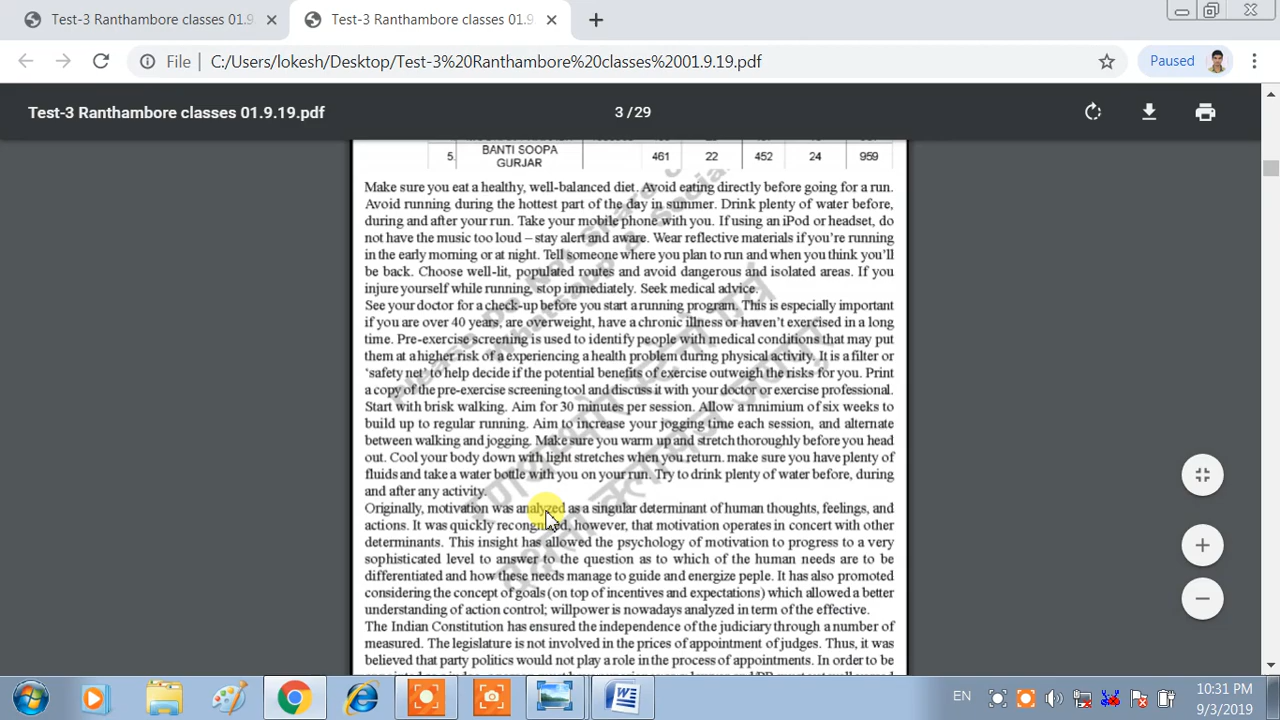 Test-3 Ranthambore classes 01.9
Test-3 Ranthambore classes 01.9
File
C:/Users/lokesh/Desktop/Test-3%20Ranthambore%20classes%2001.9.19.pdf
Paused
Test-3 Ranthambore classes 01.9.19.pdf
3 / 29
5. BANTI SOOPA GURJAR 461 22 452 24 959
Make sure you eat a healthy, well-balanced diet. Avoid eating directly before going for a run.
Avoid running during the hottest part of the day in summer. Drink plenty of water before,
during and after your run. Take your mobile phone with you. If using an iPod or headset, do
not have the music too loud – stay alert and aware. Wear reflective materials if you're running
in the early morning or at night. Tell someone where you plan to run and when you think you'll
be back. Choose well-lit, populated routes and avoid dangerous and isolated areas. If you
injure yourself while running, stop immediately. Seek medical advice.
See your doctor for a check-up before you start a running program. This is especially important
if you are over 40 years, are overweight, have a chronic illness or haven't exercised in a long
time. Pre-exercise screening is used to identify people with medical conditions that may put
them at a higher risk of a experiencing a health problem during physical activity. It is a filter or
'safety net' to help decide if the potential benefits of exercise outweigh the risks for you. Print
a copy of the pre-exercise screening tool and discuss it with your doctor or exercise professional.
Start with brisk walking. Aim for 30 minutes per session. Allow a mnimium of six weeks to
build up to regular running. Aim to increase your jogging time each session, and alternate
between walking and jogging. Make sure you warm up and stretch thoroughly before you head
out. Cool your body down with light stretches when you return. make sure you have plenty of
fluids and take a water bottle with you on your run. Try to drink plenty of water before, during
and after any activity.
Originally, motivation was analyzed as a singular determinant of human thoughts, feelings, and
actions. It was quickly recongnized, however, that motivation operates in concert with other
determinants. This insight has allowed the psychology of motivation to progress to a very
sophisticated level to answer to the question as to which of the human needs are to be
differentiated and how these needs manage to guide and energize peple. It has also promoted
considering the concept of goals (on top of incentives and expectations) which allowed a better
understanding of action control; willpower is nowadays analyzed in term of the effective.
The Indian Constitution has ensured the independence of the judiciary through a number of
measured. The legislature is not involved in the prices of appointment of judges. Thus, it was
believed that party politics would not play a role in the process of appointments. In order to be
EN
10:31 PM
9/3/2019